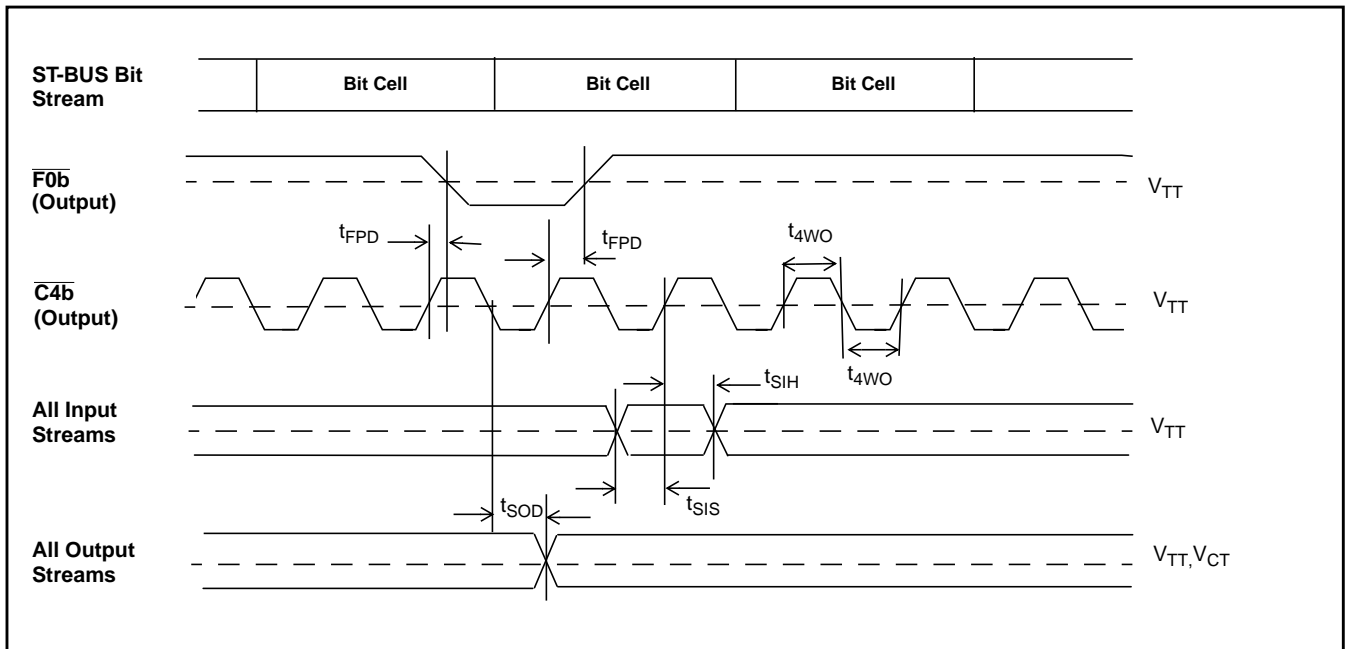 ST-BUS Bit
Stream
Bit Cell
Bit Cell
Bit Cell
F0b
(Output)
VTT
tFPD
tFPD
t4WO
C4b
(Output)
VTT
t4WO
tSIH
All Input
Streams
VTT
tSOD
tSIS
All Output
Streams
VTT,VCT